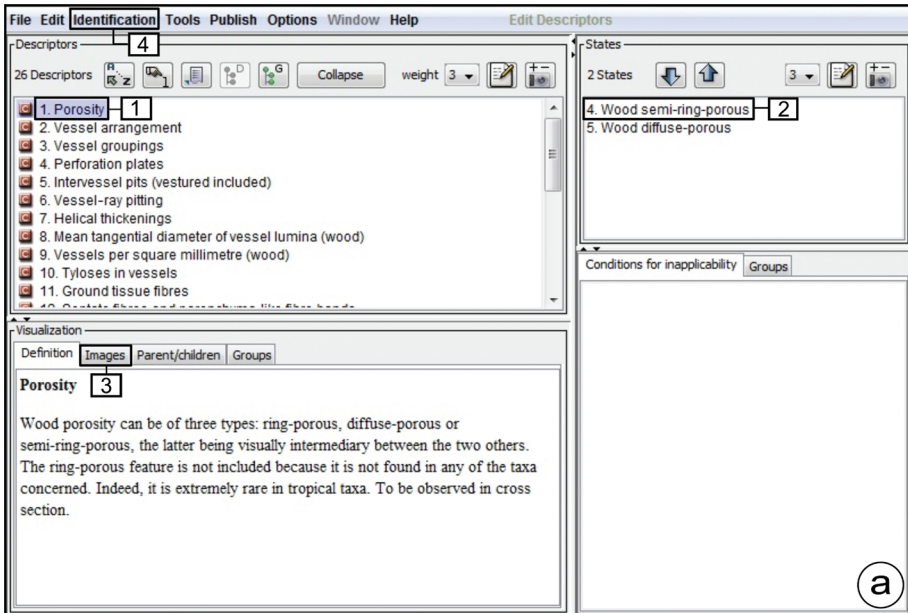 File Edit Identification Tools Publish Options Window Help Edit Descriptors
4
Descriptors
26 Descriptors A z 1 D G Collapse weight 3
1. Porosity 1
2. Vessel arrangement
3. Vessel groupings
4. Perforation plates
5. Intervessel pits (vestured included)
6. Vessel-ray pitting
7. Helical thickenings
8. Mean tangential diameter of vessel lumina (wood)
9. Vessels per square millimetre (wood)
10. Tyloses in vessels
11. Ground tissue fibres
States
2 States 3
4. Wood semi-ring-porous 2
5. Wood diffuse-porous
Conditions for inapplicability Groups
Visualization
Definition Images Parent/children Groups
3
Porosity
Wood porosity can be of three types: ring-porous, diffuse-porous or
semi-ring-porous, the latter being visually intermediary between the two others.
The ring-porous feature is not included because it is not found in any of the taxa
concerned. Indeed, it is extremely rare in tropical taxa. To be observed in cross
section.
a